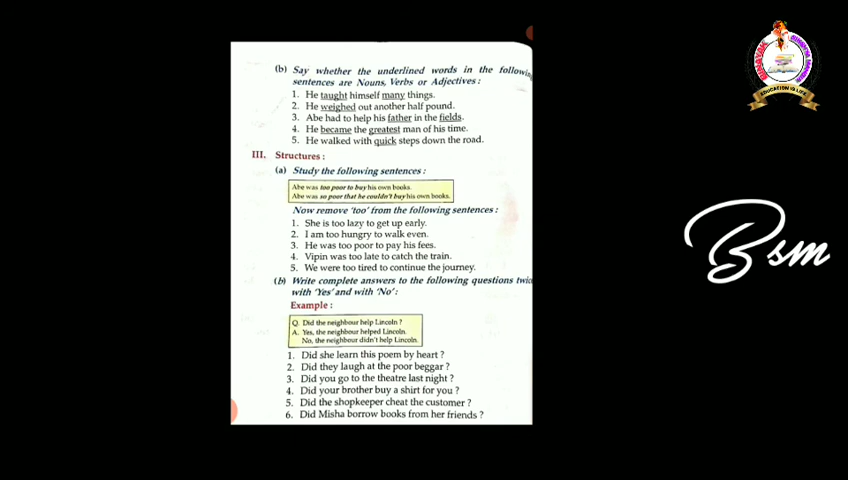 (b) Say whether the underlined words in the following
sentences are Nouns, Verbs or Adjectives :
1. He taught himself many things.
2. He weighed out another half pound.
3. Abe had to help his father in the fields.
4. He became the greatest man of his time.
5. He walked with quick steps down the road.
III. Structures :
(a) Study the following sentences :
Abe was too poor to buy his own books.
Abe was so poor that he couldn't buy his own books.
Now remove 'too' from the following sentences :
1. She is too lazy to get up early.
2. I am too hungry to walk even.
3. He was too poor to pay his fees.
4. Vipin was too late to catch the train.
5. We were too tired to continue the journey.
(b) Write complete answers to the following questions twice
with 'Yes' and with 'No' :
Example :
Q. Did the neighbour help Lincoln ?
A. Yes, the neighbour helped Lincoln.
No, the neighbour didn't help Lincoln.
1. Did she learn this poem by heart ?
2. Did they laugh at the poor beggar ?
3. Did you go to the theatre last night ?
4. Did your brother buy a shirt for you ?
5. Did the shopkeeper cheat the customer ?
6. Did Misha borrow books from her friends ?
EDUCATION IS LIFE
Bsm